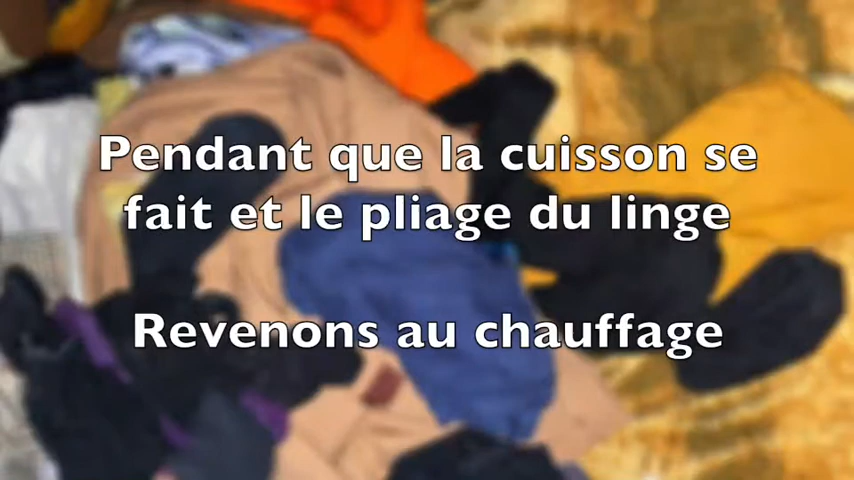 Pendant que la cuisson se
fait et le pliage du linge
Revenons au chauffage